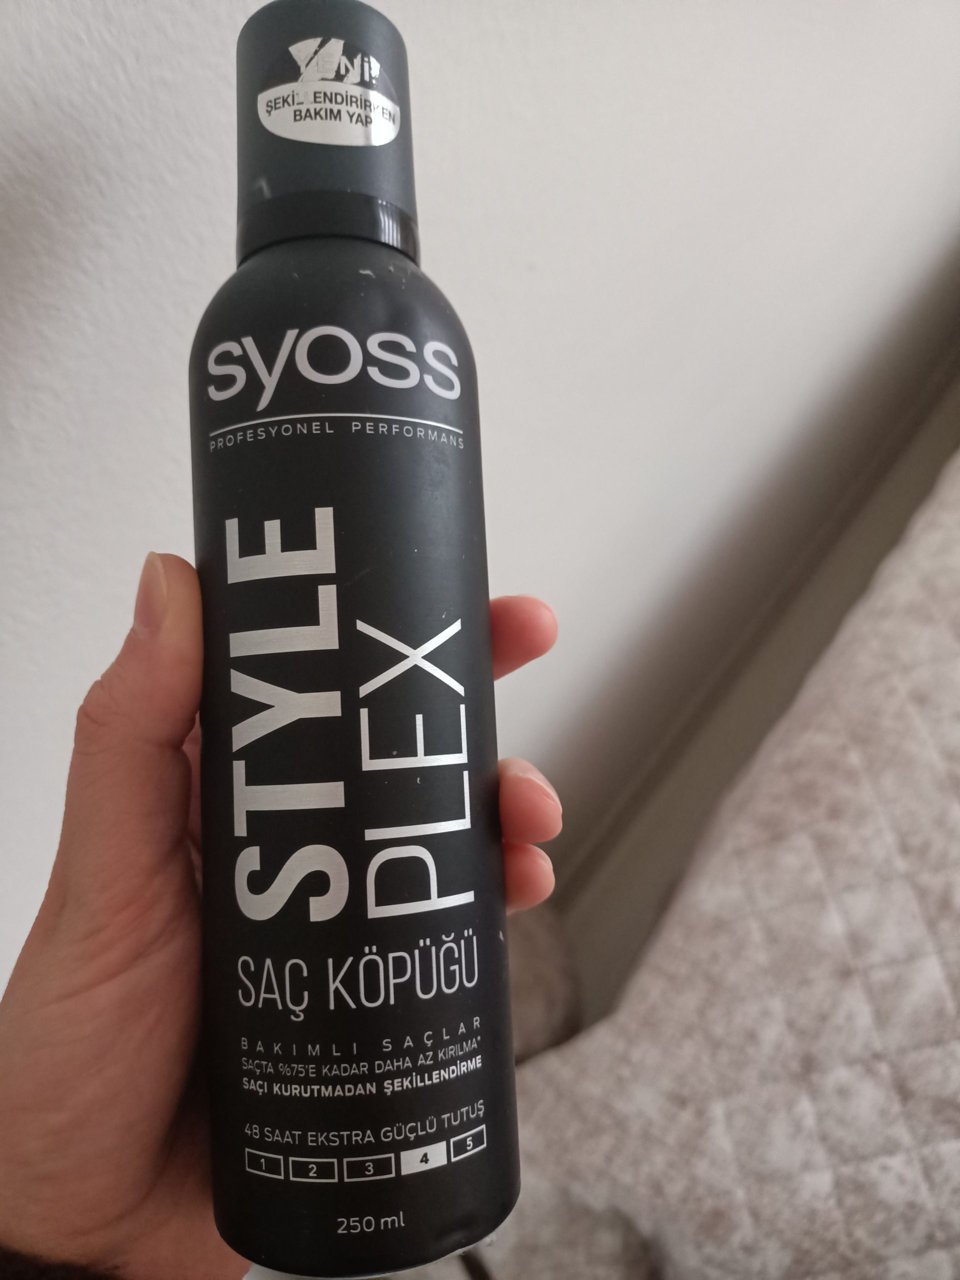 YENİ!
ŞEKİLLENDİRİRKEN
BAKIM YAP
syoss
PROFESYONEL PERFORMANS
STYLE
PLEX
SAÇ KÖPÜĞÜ
BAKIMLI SAÇLAR
SAÇTA %75'E KADAR DAHA AZ KIRILMA*
SAÇI KURUTMADAN ŞEKİLLENDİRME
48 SAAT EKSTRA GÜÇLÜ TUTUŞ
1 2 3 4 5
250 ml